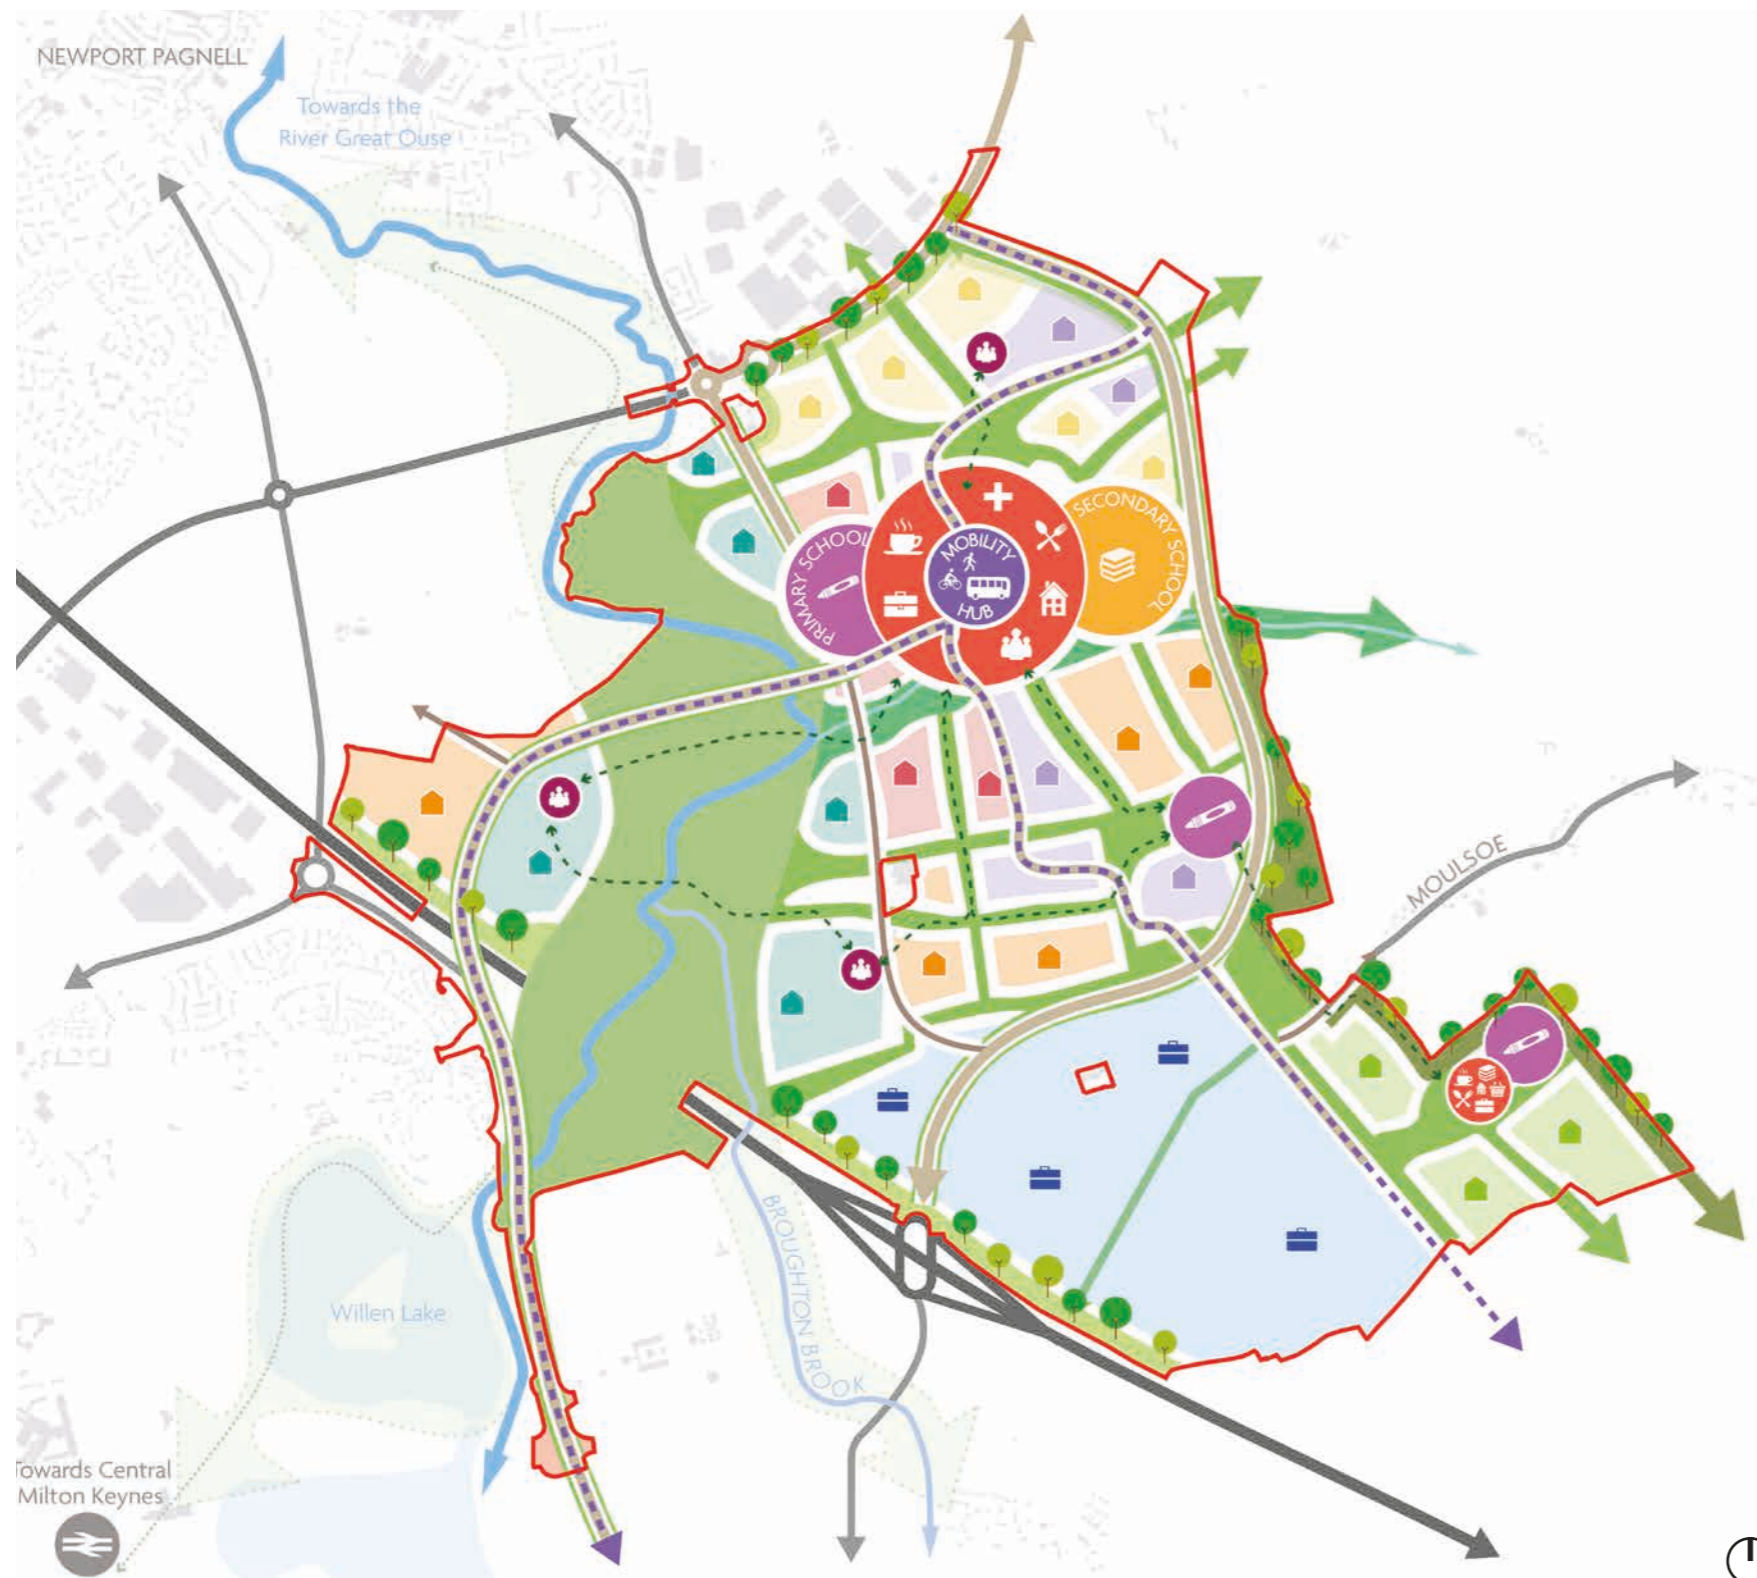 NEWPORT PAGNELL
Towards the
River Great Ouse
PRIMARY SCHOOL
MOBILITY
HUB
SECONDARY SCHOOL
MOULSOE
BROUGHTON BROOK
Willen Lake
Towards Central
Milton Keynes